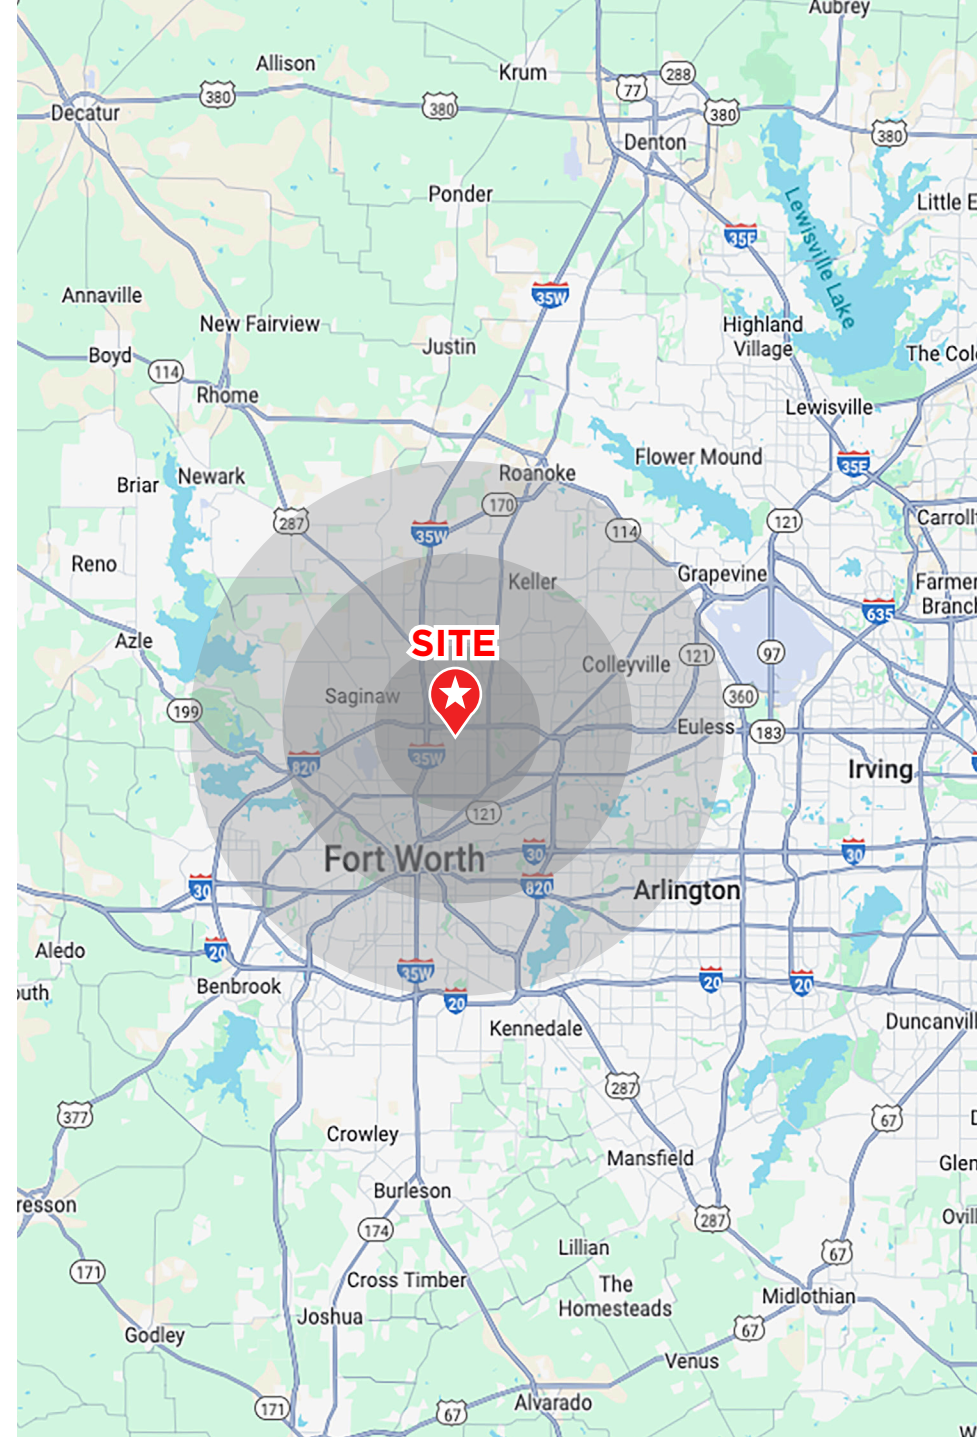 Aubrey
Allison
Krum
288
77
380
380
380
380
Decatur
Denton
Ponder
Little E
35E
Lewisville Lake
Annaville
35W
New Fairview
Highland
Village
Justin
Boyd
114
The Col
Rhome
Lewisville
Flower Mound
35E
Roanoke
Newark
Briar
170
287
121
Carrollt
114
35W
Reno
Grapevine
Keller
Farmer
Branch
635
Azle
SITE
97
121
Colleyville
Saginaw
360
199
Euless
183
35W
820
Irving
121
30
30
Fort Worth
820
30
Arlington
Aledo
20
35W
20
20
20
outh
Benbrook
Duncanvill
Kennedale
287
377
67
Crowley
Mansfield
Glen
Burleson
resson
287
Ovill
174
Lillian
67
171
Cross Timber
The
Homesteads
Midlothian
Joshua
67
Godley
Venus
Alvarado
171
67
W